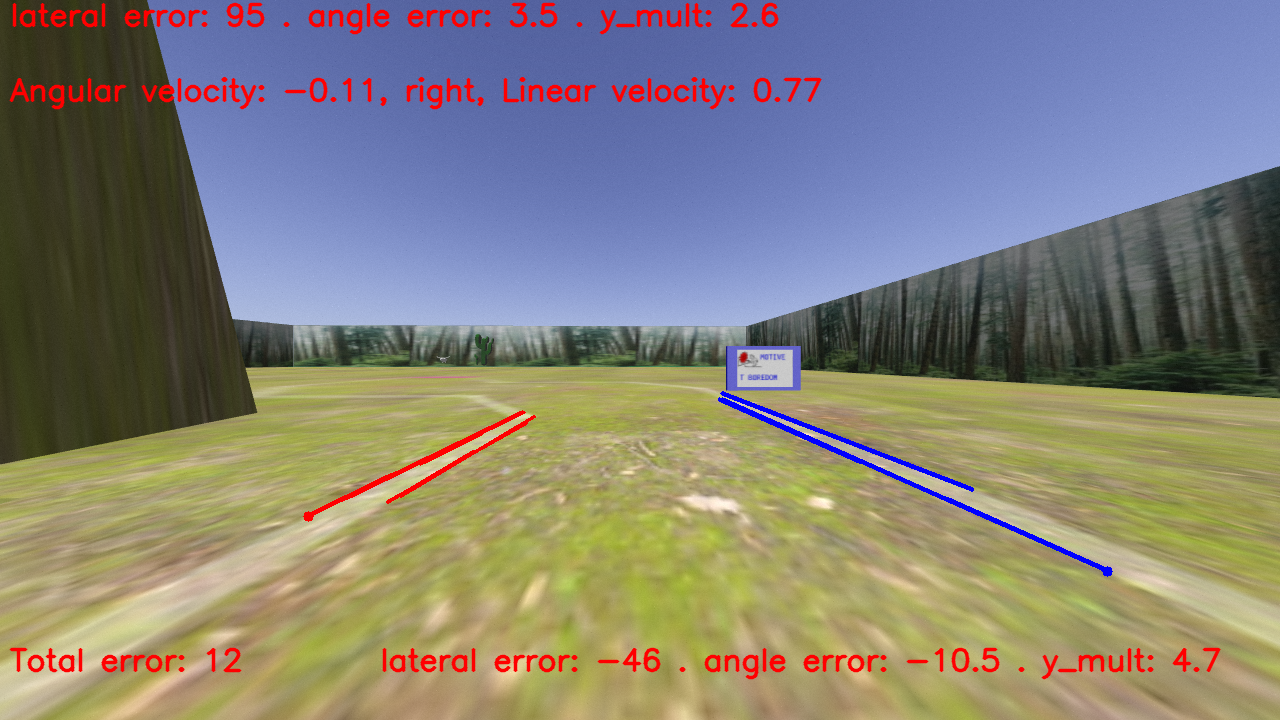 lateral error: 95 . angle error: 3.5 . y_mult: 2.6
Angular velocity: −0.11, right, Linear velocity: 0.77
MOTIVE
T BOREDOM
Total error: 12
lateral error: −46 . angle error: −10.5 . y_mult: 4.7